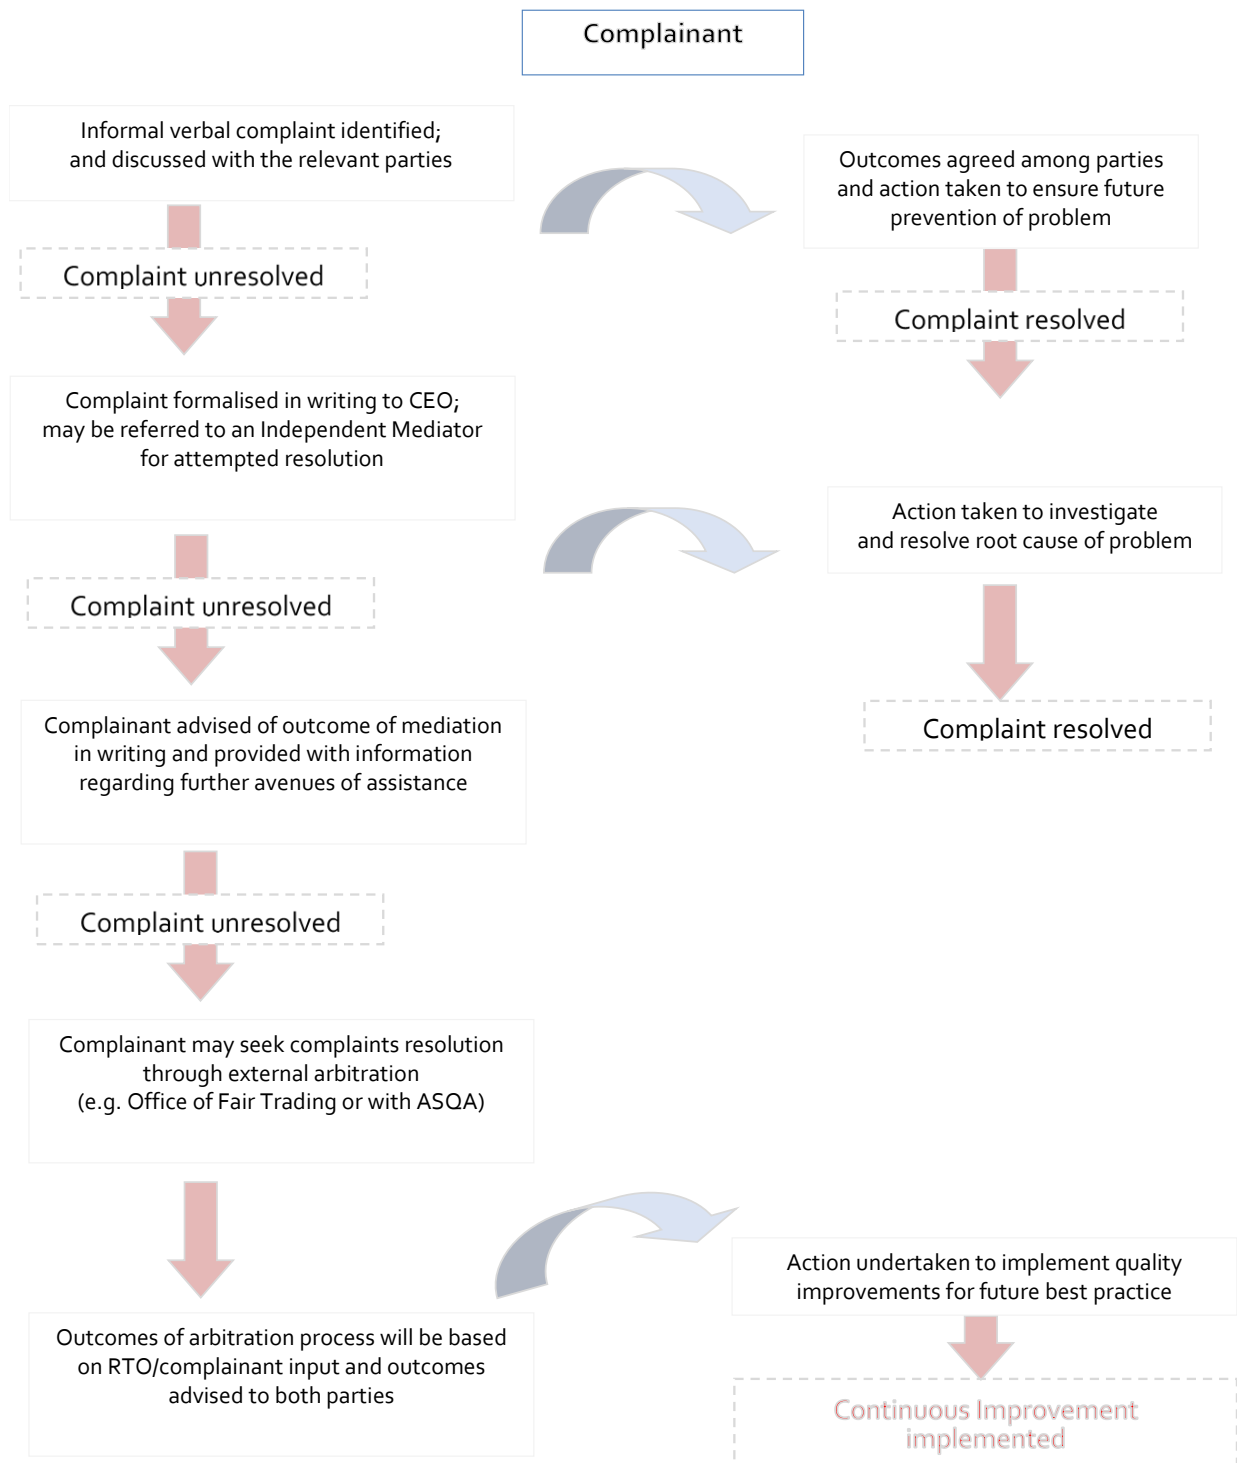 Complainant
Informal verbal complaint identified;
and discussed with the relevant parties
Outcomes agreed among parties
and action taken to ensure future
prevention of problem
Complaint unresolved
Complaint resolved
Complaint formalised in writing to CEO;
may be referred to an Independent Mediator
for attempted resolution
Action taken to investigate
and resolve root cause of problem
Complaint unresolved
Complainant advised of outcome of mediation
in writing and provided with information
regarding further avenues of assistance
Complaint resolved
Complaint unresolved
Complainant may seek complaints resolution
through external arbitration
(e.g. Office of Fair Trading or with ASQA)
Action undertaken to implement quality
improvements for future best practice
Outcomes of arbitration process will be based
on RTO/complainant input and outcomes
advised to both parties
Continuous Improvement
implemented